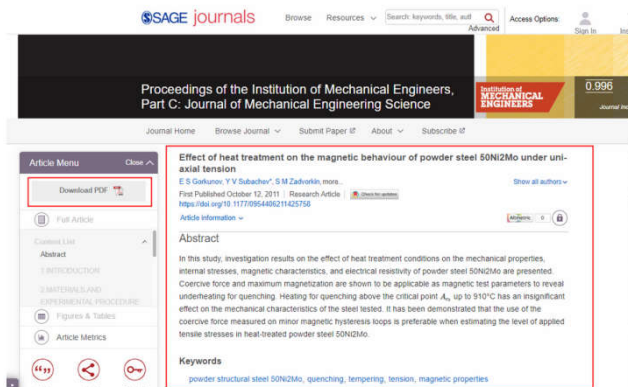 SAGE journals
Browse Resources Search: keywords, title, auth Access Options:
Advanced Sign In
Proceedings of the Institution of Mechanical Engineers,
Part C: Journal of Mechanical Engineering Science
Institution of
MECHANICAL
ENGINEERS
0.996
Journal Home Browse Journal Submit Paper About Subscribe
Article Menu Close
Download PDF
Full Article
Content List
Abstract
1 INTRODUCTION
2 MATERIALS AND
EXPERIMENTAL PROCEDURE
Figures & Tables
Article Metrics
Effect of heat treatment on the magnetic behaviour of powder steel 50Ni2Mo under uni-
axial tension
E S Gorkunov, Y V Subachev*, S M Zadvorkin, more...
Show all authors
First Published October 12, 2011 Research Article Check for updates
https://doi.org/10.1177/0954406211425756
Article information
Altmetric 0
Abstract
In this study, investigation results on the effect of heat treatment conditions on the mechanical properties,
internal stresses, magnetic characteristics, and electrical resistivity of powder steel 50Ni2Mo are presented.
Coercive force and maximum magnetization are shown to be applicable as magnetic test parameters to reveal
underheating for quenching. Heating for quenching above the critical point up to 910°C has an insignificant
effect on the mechanical characteristics of the steel tested. It has been demonstrated that the use of the
coercive force measured on minor magnetic hysteresis loops is preferable when estimating the level of applied
tensile stresses in heat-treated powder steel 50Ni2Mo.
Keywords
powder structural steel 50Ni2Mo, quenching, tempering, tension, magnetic properties